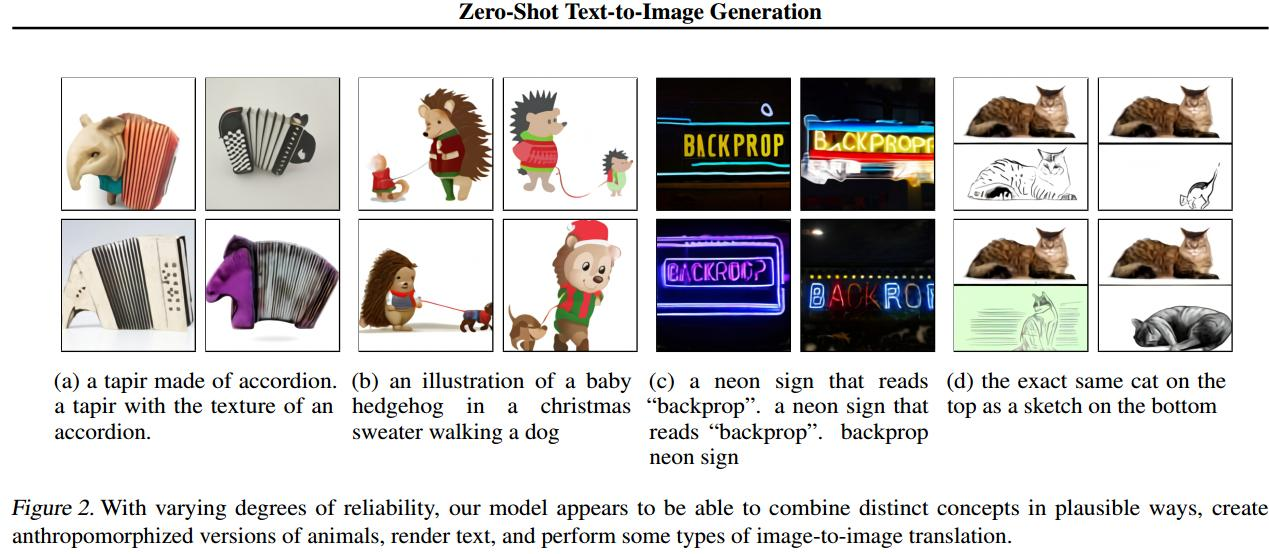 Zero-Shot Text-to-Image Generation
BACKPROP
BACKPROPP
BACKROO?
BACKROP
(a) a tapir made of accordion.
a tapir with the texture of an
accordion.
(b) an illustration of a baby
hedgehog in a christmas
sweater walking a dog
(c) a neon sign that reads
“backprop”. a neon sign that
reads “backprop”. backprop
neon sign
(d) the exact same cat on the
top as a sketch on the bottom
Figure 2. With varying degrees of reliability, our model appears to be able to combine distinct concepts in plausible ways, create
anthropomorphized versions of animals, render text, and perform some types of image-to-image translation.